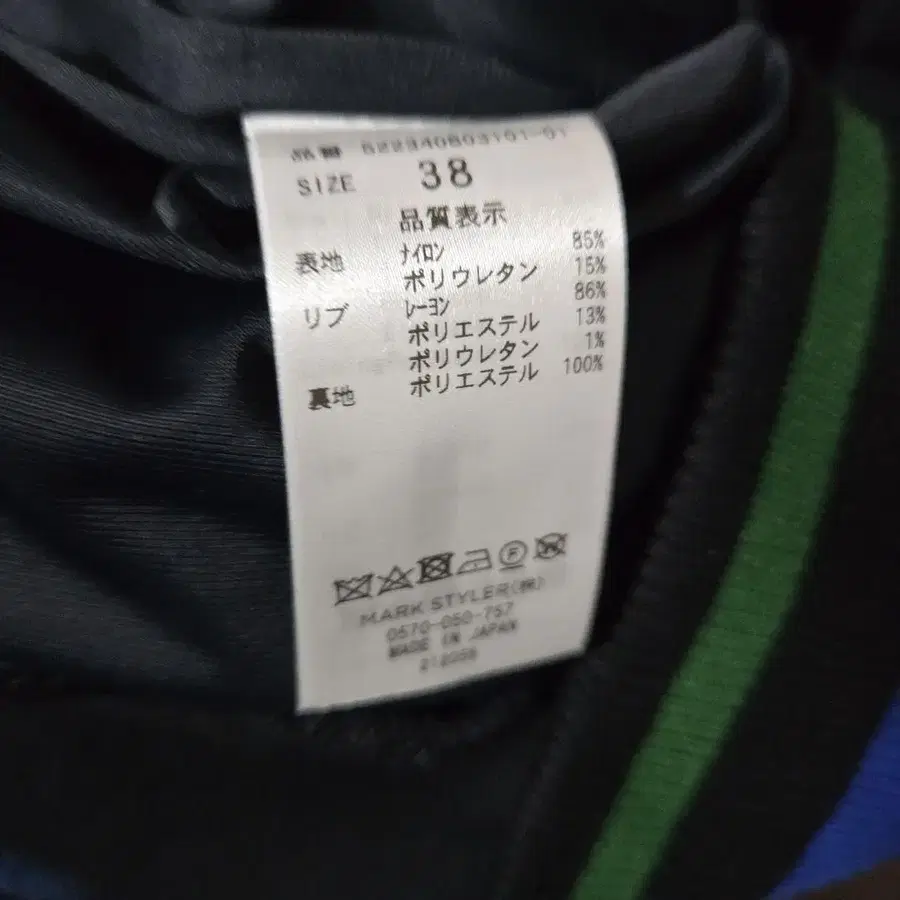 品番 522340803101-01
SIZE 38
品質表示
表地 ナイロン 85%
ポリウレタン 15%
リブ レーヨン 86%
ポリエステル 13%
ポリウレタン 1%
裏地 ポリエステル 100%
MARK STYLER(株)
0570-050-757
MADE IN JAPAN